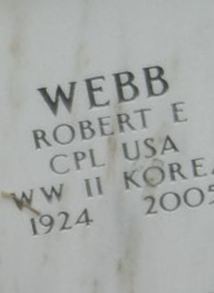 WEBB
ROBERT E
CPL USA
WW II KOREA
1924 2005